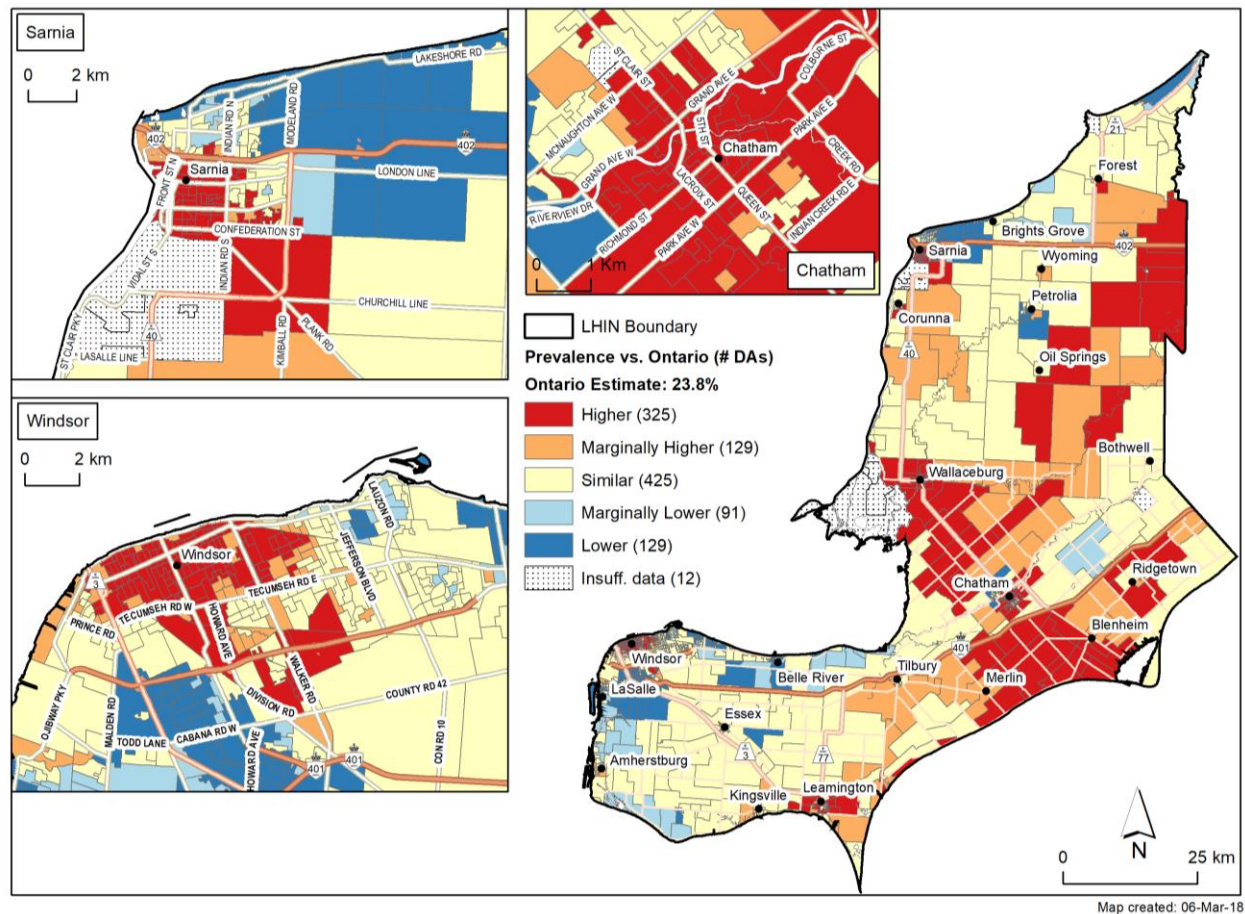 Sarnia
0 2 km
LAKESHORE RD
INDIAN RD N
MODELAND RD
402
402
FRONT ST N
Sarnia
LONDON LINE
CONFEDERATION ST
VIDAL ST S
INDIAN RD S
CHURCHILL LINE
ST CLAIR PKY
40
LASALLE LINE
KIMBALL RD
PLANK RD
ST CLAIR ST
COLBORNE ST
GRAND AVE E
MCNAUGHTON AVE W
5TH ST
PARK AVE E
Chatham
GRAND AVE W
CREEK RD
LACROIX ST
RIVERVIEW DR
QUEEN ST
RICHMOND ST
PARK AVE W
INDIAN CREEK RD E
0 1 Km
Chatham
LHIN Boundary
Prevalence vs. Ontario (# DAs)
Ontario Estimate: 23.8%
Higher (325)
Marginally Higher (129)
Similar (425)
Marginally Lower (91)
Lower (129)
Insuff. data (12)
Windsor
0 2 km
LAUZON RD
Windsor
JEFFERSON BLVD
3
TECUMSEH RD E
TECUMSEH RD W
PRINCE RD
HOWARD AVE
WALKER RD
COUNTY RD 42
DIVISION RD
OJIBWAY PKY
MALDEN RD
CABANA RD W
TODD LANE
HOWARD AVE
CON RD 10
401
401
21
Forest
Brights Grove
402
Sarnia
Wyoming
Petrolia
Corunna
40
Oil Springs
Bothwell
Wallaceburg
Ridgetown
Chatham
Blenheim
401
Windsor
Tilbury
Belle River
Merlin
LaSalle
Essex
3
77
Amherstburg
Leamington
Kingsville
N
0 25 km
Map created: 06-Mar-18